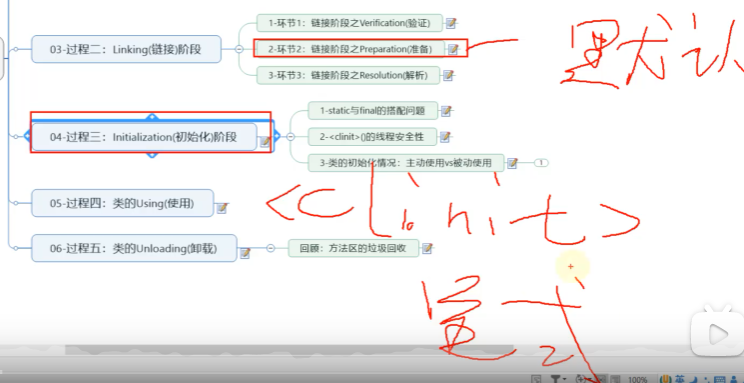 03-过程二：Linking(链接)阶段
1-环节1：链接阶段之Verification(验证)
2-环节2：链接阶段之Preparation(准备)
3-环节3：链接阶段之Resolution(解析)
默认
04-过程三：Initialization(初始化)阶段
1-static与final的搭配问题
2-<clinit>()的线程安全性
3-类的初始化情况：主动使用vs被动使用
1
<clinit>
05-过程四：类的Using(使用)
06-过程五：类的Unloading(卸载)
回顾：方法区的垃圾回收
显式
100%
英